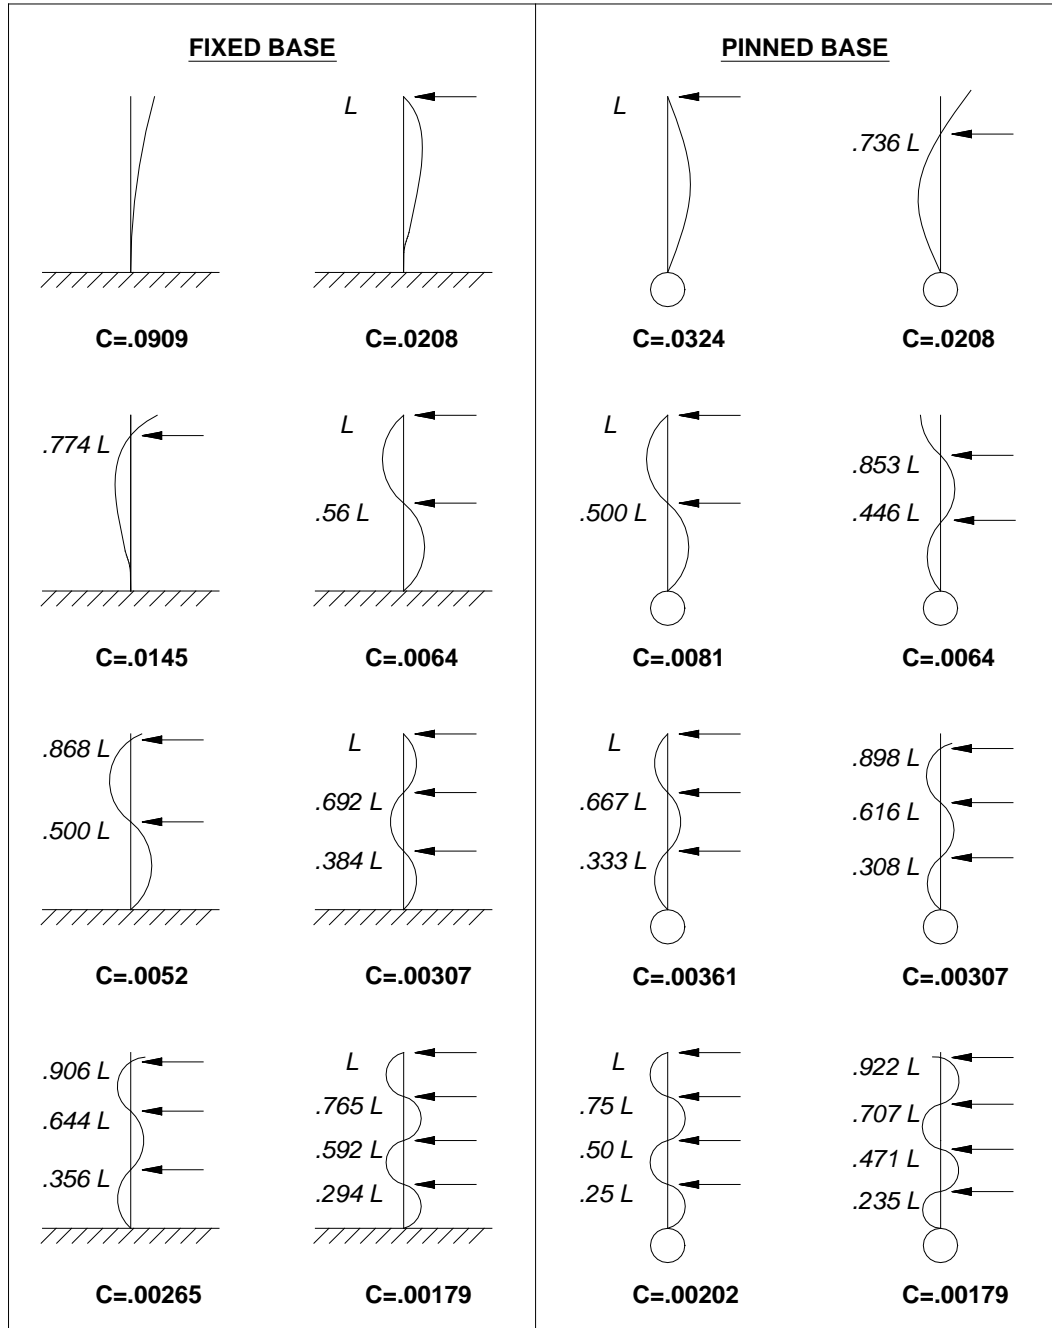 FIXED BASE
L
C=.0909
C=.0208
.774 L
L
.56 L
C=.0145
C=.0064
.868 L
.500 L
L
.692 L
.384 L
C=.0052
C=.00307
.906 L
.644 L
.356 L
L
.765 L
.592 L
.294 L
C=.00265
C=.00179
PINNED BASE
L
.736 L
C=.0324
C=.0208
L
.500 L
.853 L
.446 L
C=.0081
C=.0064
L
.667 L
.333 L
.898 L
.616 L
.308 L
C=.00361
C=.00307
L
.75 L
.50 L
.25 L
.922 L
.707 L
.471 L
.235 L
C=.00202
C=.00179